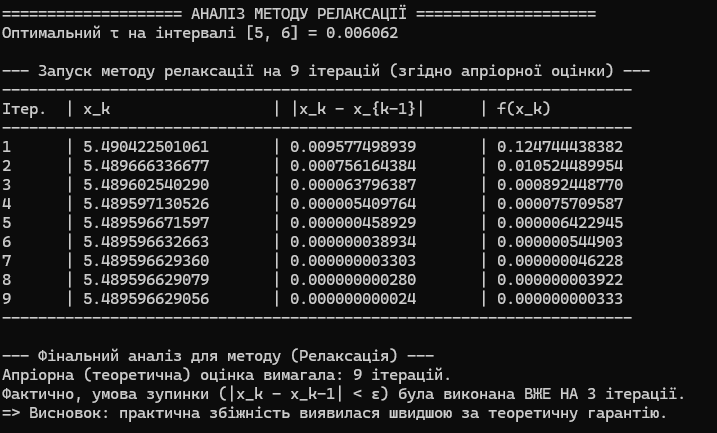 ==================== АНАЛІЗ МЕТОДУ РЕЛАКСАЦІЇ ====================
Оптимальний τ на інтервалі [5, 6] = 0.006062
--- Запуск методу релаксації на 9 ітерацій (згідно апріорної оцінки) ---
----------------------------------------------------------------------
Ітер. | x_k | |x_k - x_{k-1}| | f(x_k)
----------------------------------------------------------------------
1 | 5.490422501061 | 0.009577498939 | 0.124744438382
2 | 5.489666336677 | 0.000756164384 | 0.010524489954
3 | 5.489602540290 | 0.000063796387 | 0.000892448770
4 | 5.489597130526 | 0.000005409764 | 0.000075709587
5 | 5.489596671597 | 0.000000458929 | 0.000006422945
6 | 5.489596632663 | 0.000000038934 | 0.000000544903
7 | 5.489596629360 | 0.000000003303 | 0.000000046228
8 | 5.489596629079 | 0.000000000280 | 0.000000003922
9 | 5.489596629056 | 0.000000000024 | 0.000000000333
----------------------------------------------------------------------
--- Фінальний аналіз для методу (Релаксація) ---
Апріорна (теоретична) оцінка вимагала: 9 ітерацій.
Фактично, умова зупинки (|x_k - x_k-1| < ε) була виконана ВЖЕ НА 3 ітерації.
=> Висновок: практична збіжність виявилася швидшою за теоретичну гарантію.